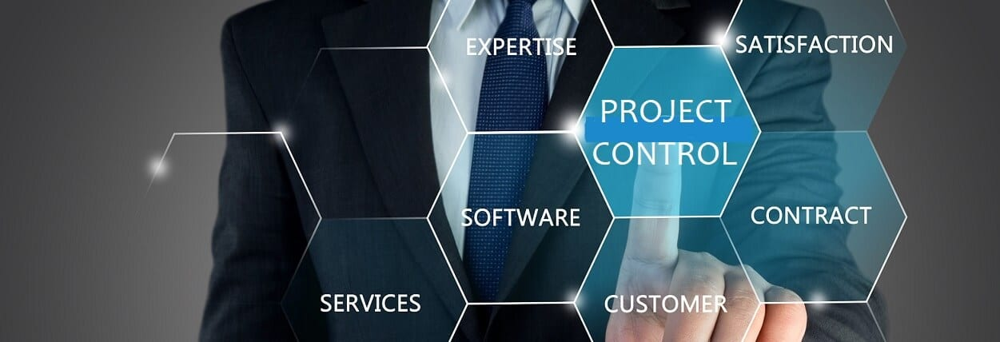 EXPERTISE
SATISFACTION
PROJECT
CONTROL
SOFTWARE
CONTRACT
SERVICES
CUSTOMER